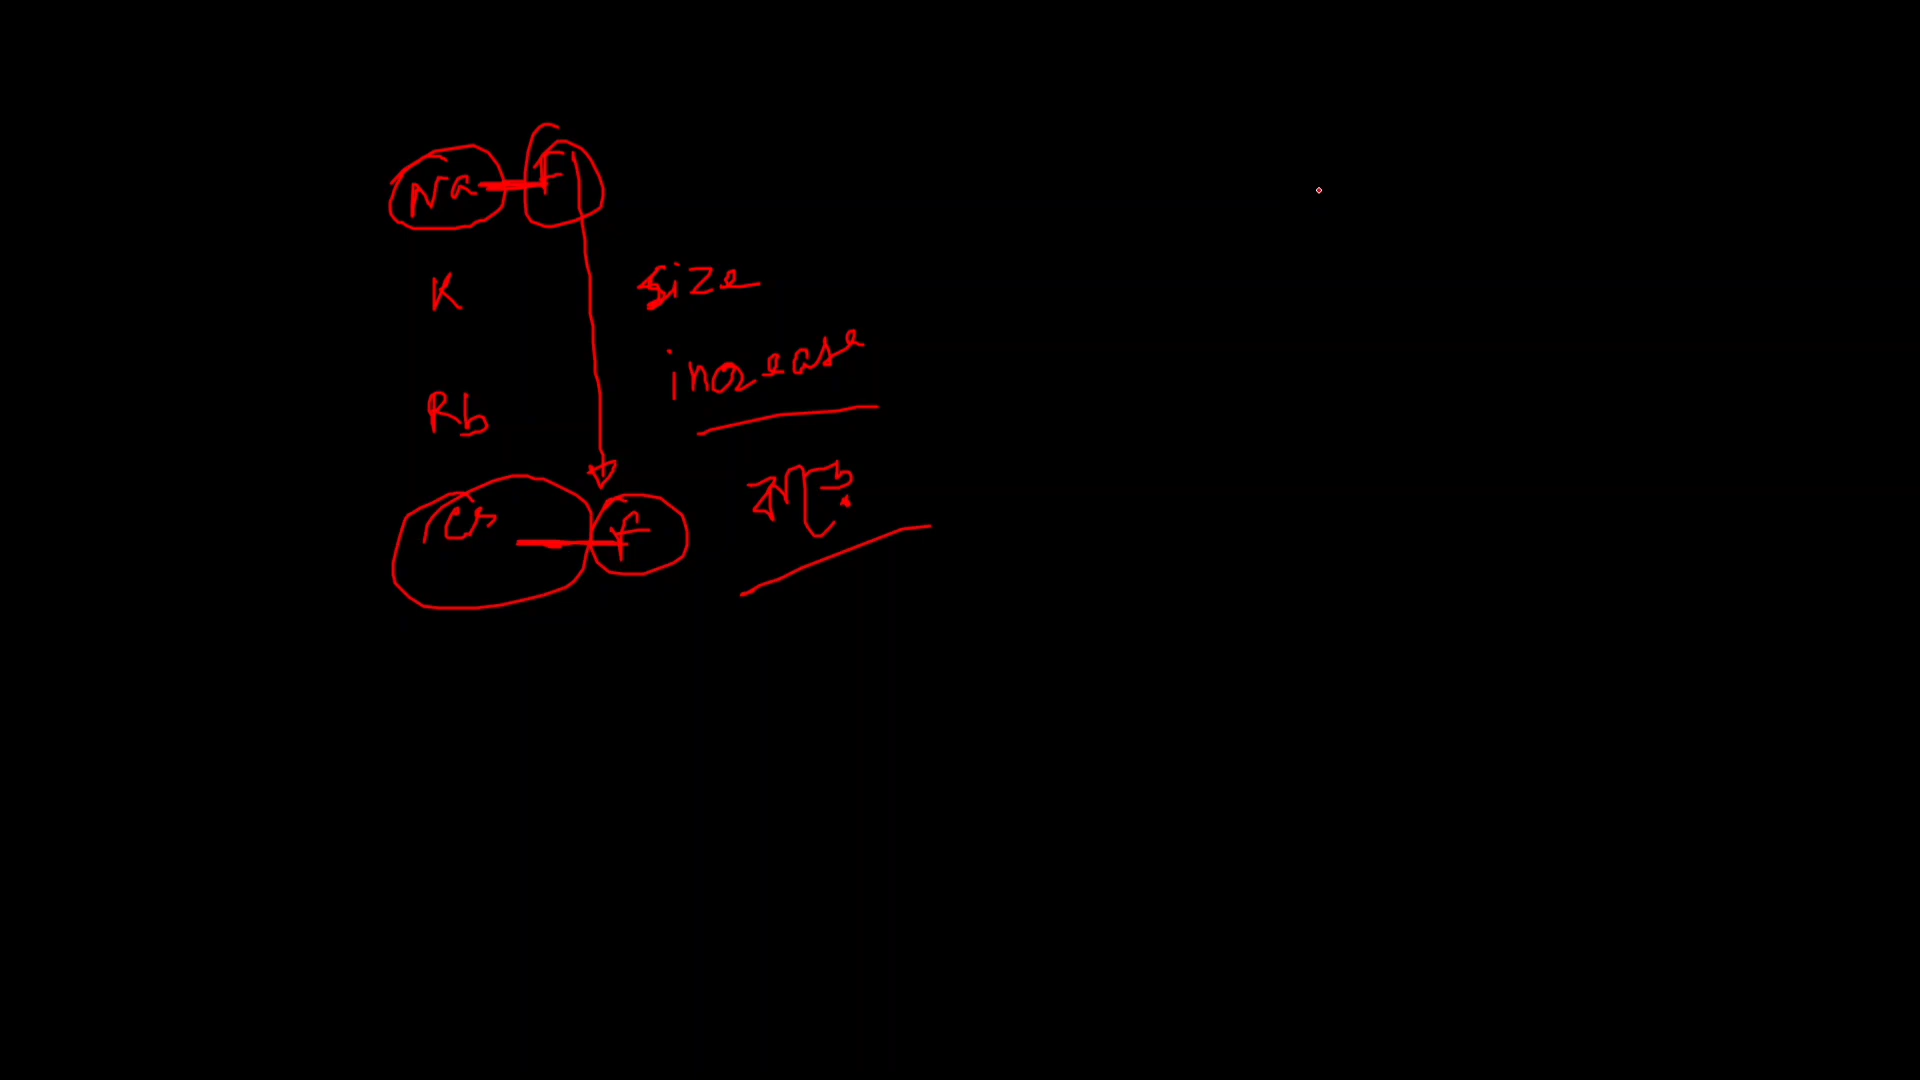 Na - F
K
size
increase
Rb
Cs - F